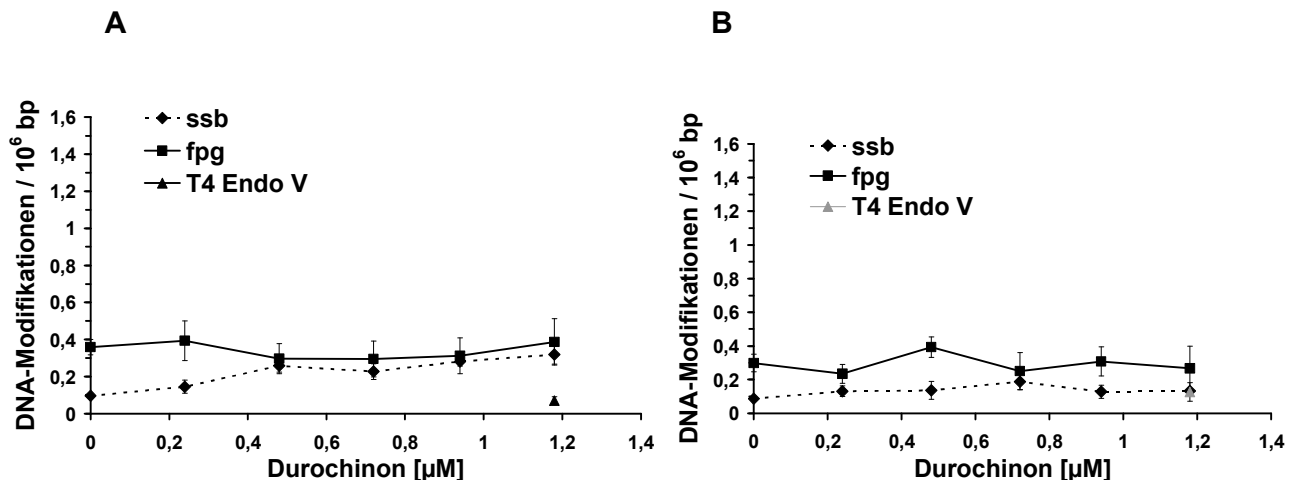 A
DNA-Modifikationen / 10⁶ bp
1,6
1,4
1,2
1
0,8
0,6
0,4
0,2
0
ssb
fpg
T4 Endo V
0 0,2 0,4 0,6 0,8 1 1,2 1,4
Durochinon [µM]
B
DNA-Modifikationen / 10⁶ bp
1,6
1,4
1,2
1
0,8
0,6
0,4
0,2
0
ssb
fpg
T4 Endo V
0 0,2 0,4 0,6 0,8 1 1,2 1,4
Durochinon [µM]